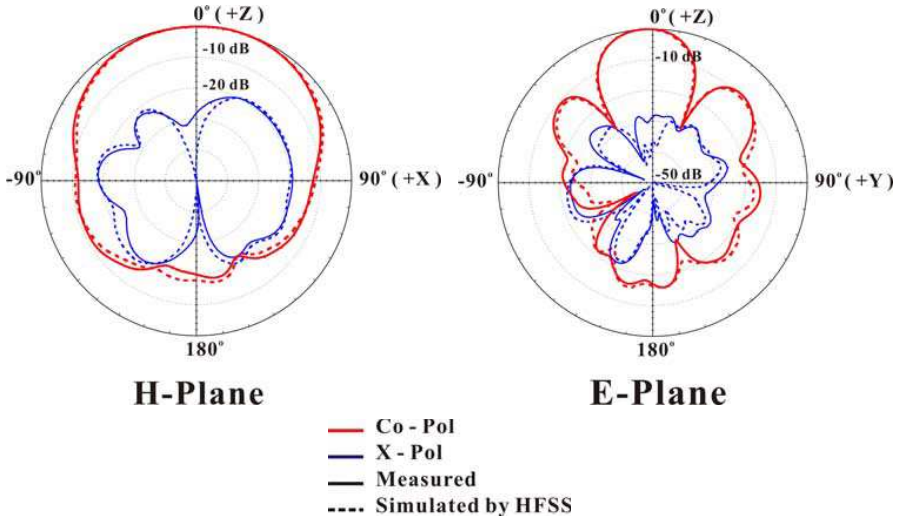 0° (+Z)
-10 dB
-20 dB
-90°
90° (+X)
180°
H-Plane
0° (+Z)
-10 dB
-50 dB
-90°
90° (+Y)
180°
E-Plane
Co - Pol
X - Pol
Measured
Simulated by HFSS